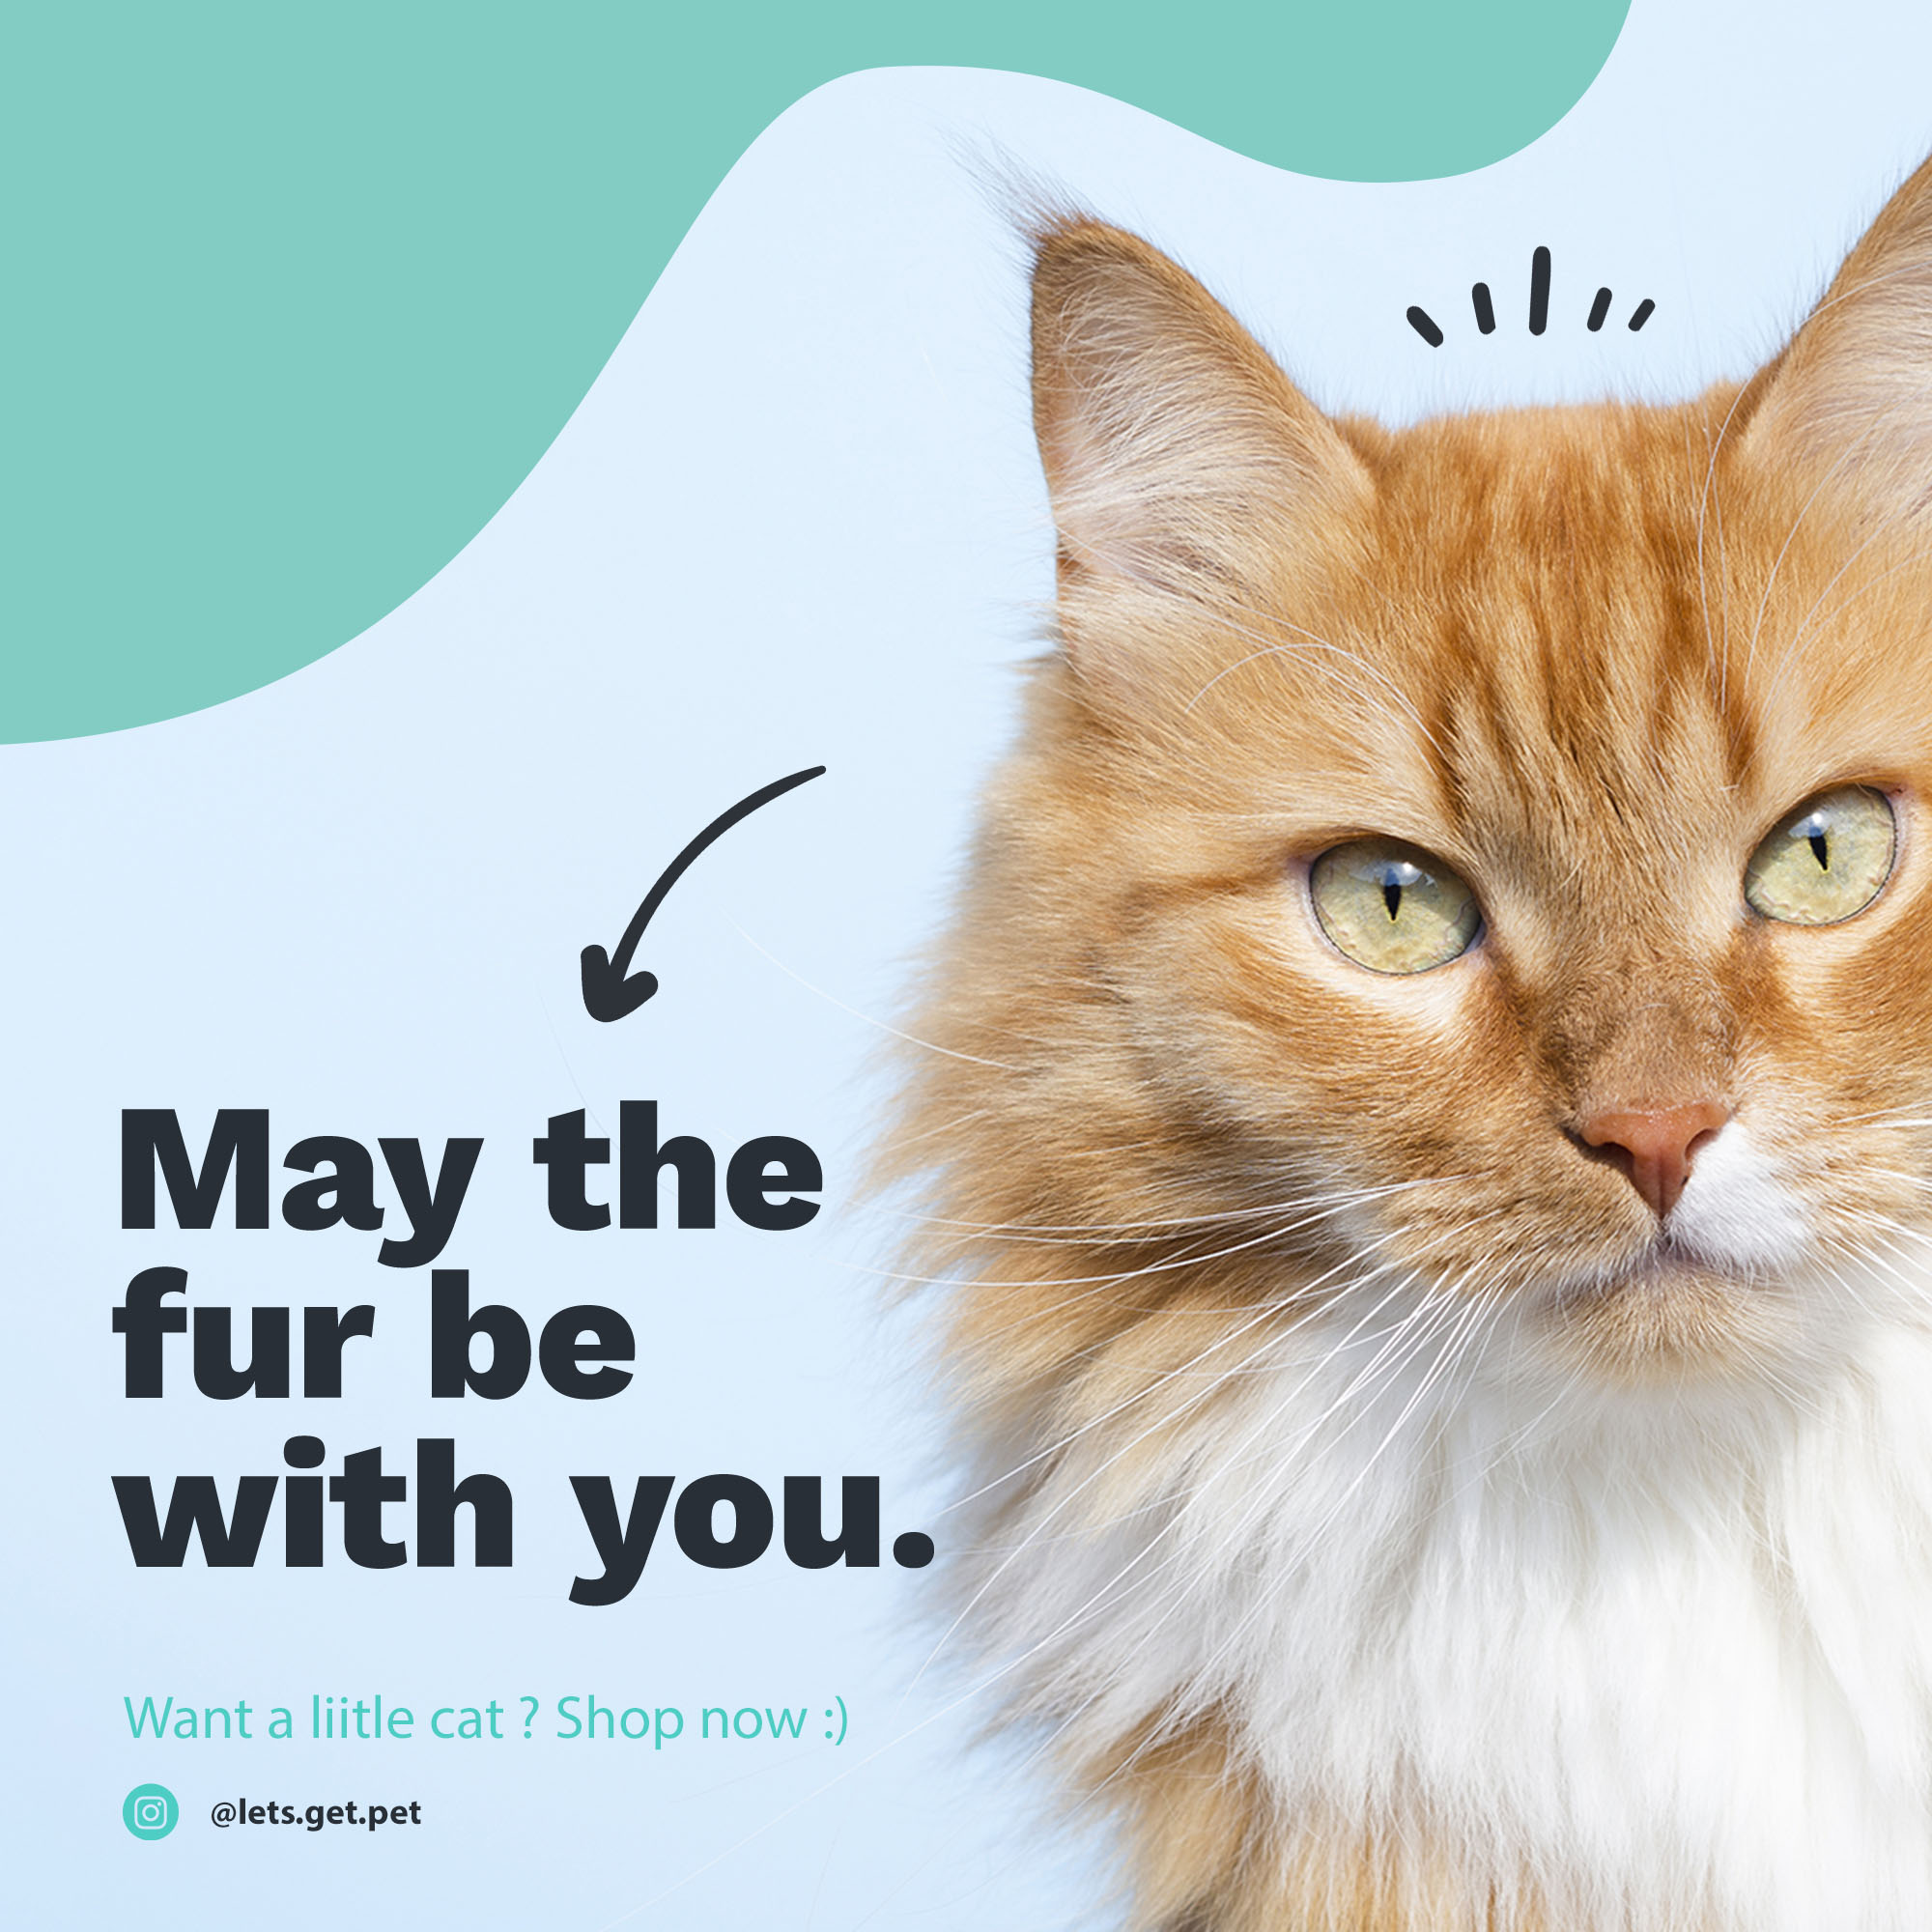 May the
fur be
with you.
Want a liitle cat ? Shop now :)
@lets.get.pet